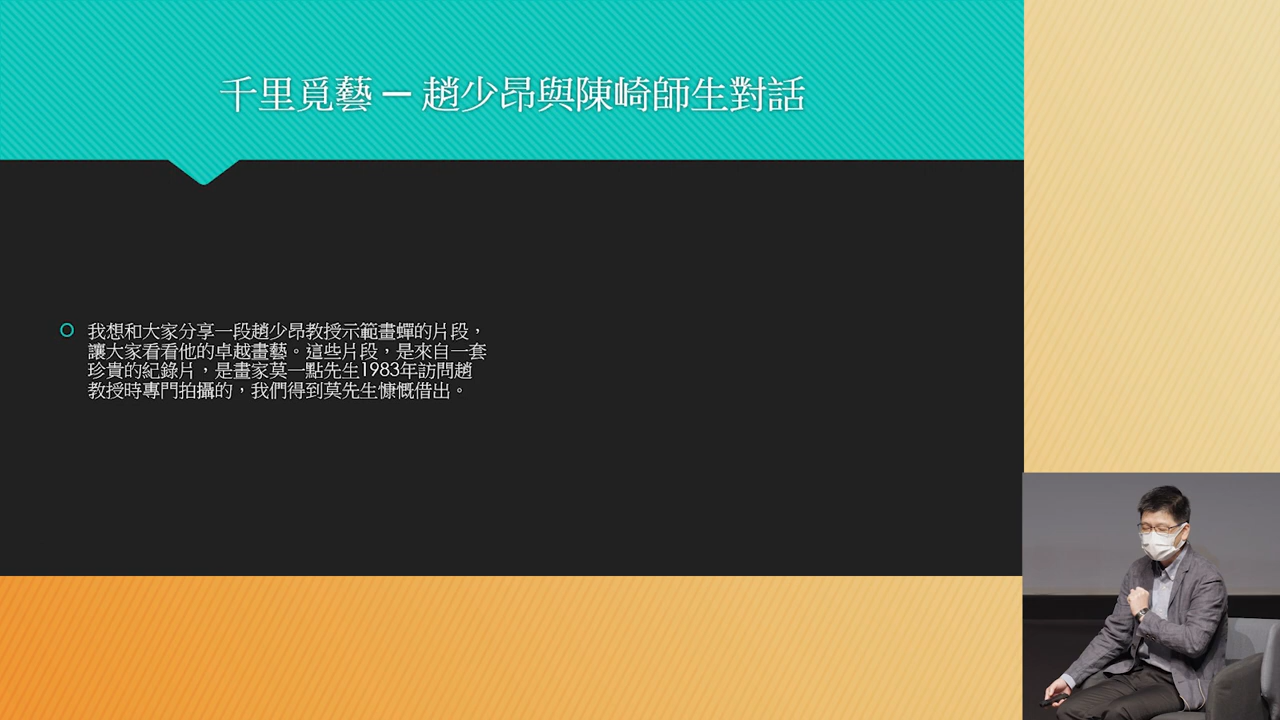 千里覓藝 ─ 趙少昂與陳崎師生對話
我想和大家分享一段趙少昂教授示範畫蟬的片段，
讓大家看看他的卓越畫藝。這些片段，是來自一套
珍貴的紀錄片，是畫家莫一點先生1983年訪問趙
教授時專門拍攝的，我們得到莫先生慷慨借出。